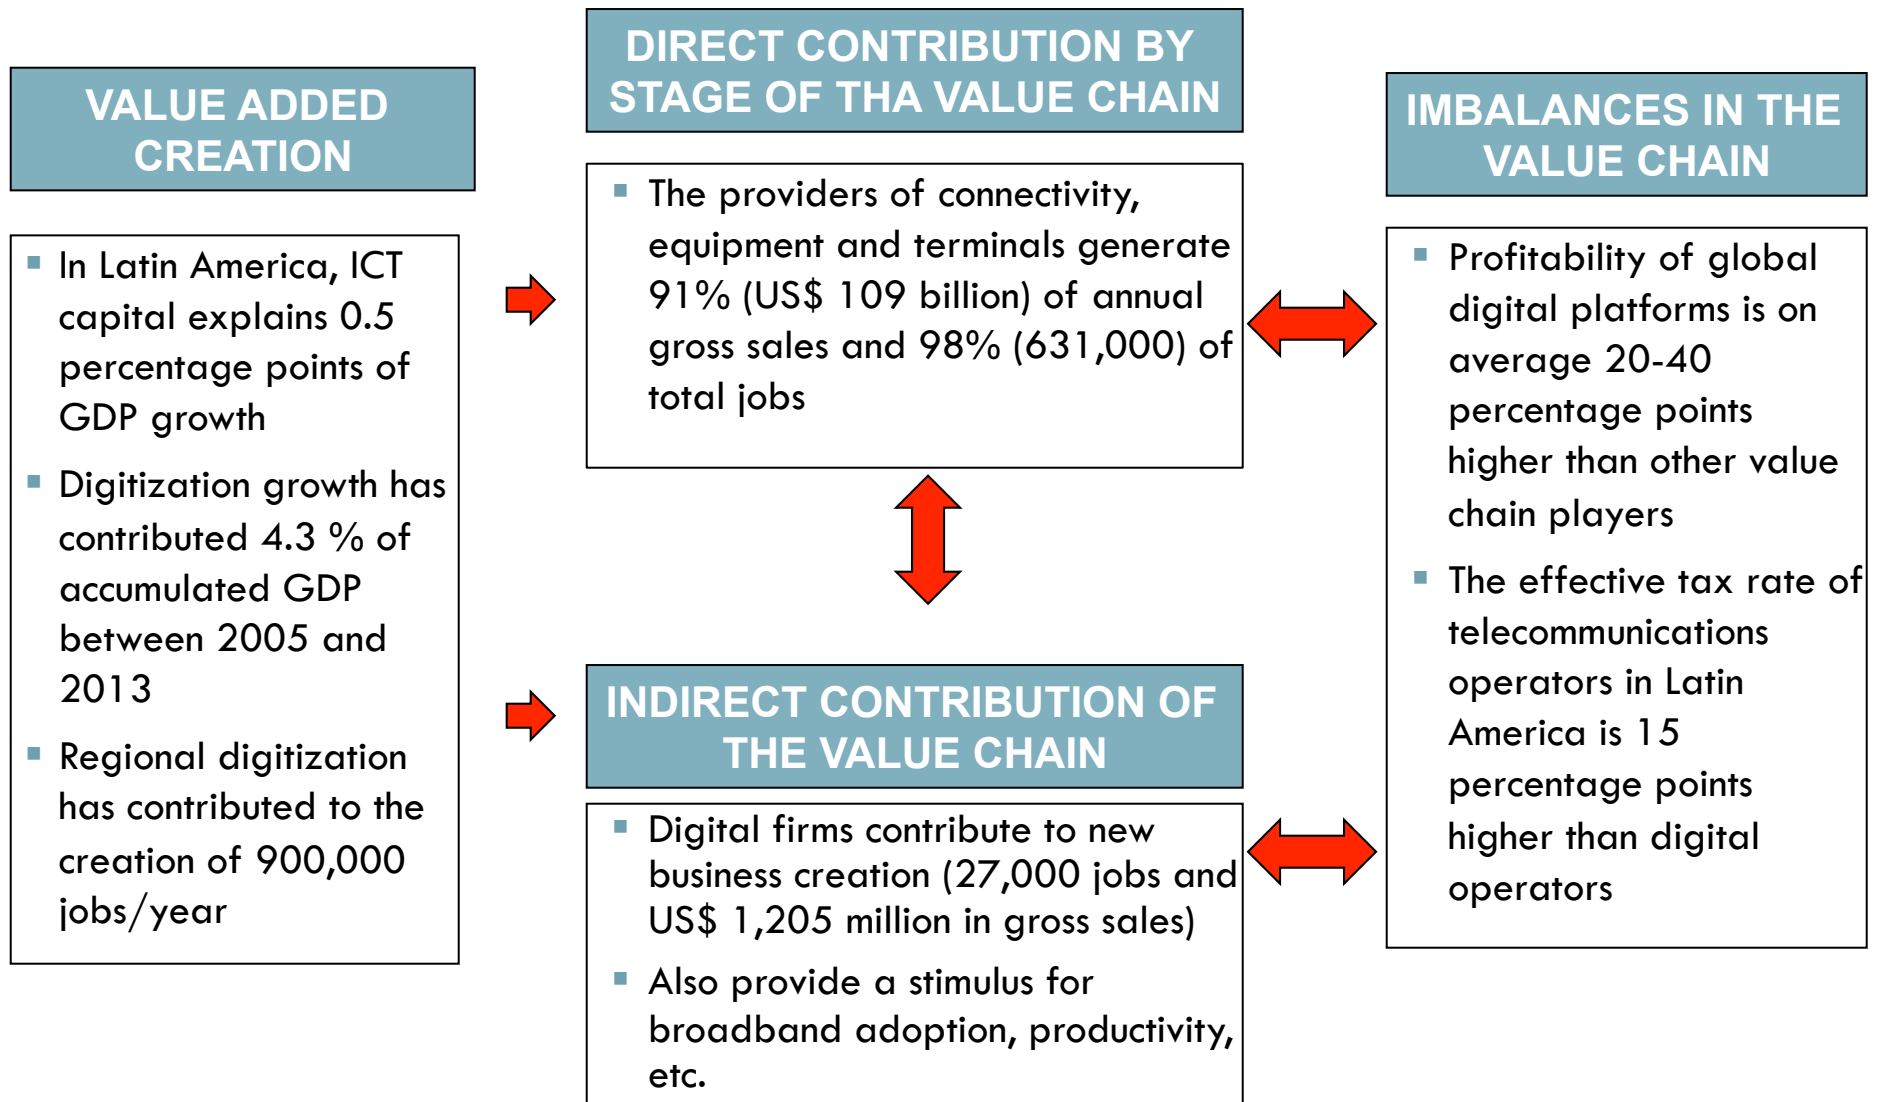 VALUE ADDED
CREATION
▪ In Latin America, ICT
capital explains 0.5
percentage points of
GDP growth
▪ Digitization growth has
contributed 4.3 % of
accumulated GDP
between 2005 and
2013
▪ Regional digitization
has contributed to the
creation of 900,000
jobs/year
DIRECT CONTRIBUTION BY
STAGE OF THA VALUE CHAIN
▪ The providers of connectivity,
equipment and terminals generate
91% (US$ 109 billion) of annual
gross sales and 98% (631,000) of
total jobs
INDIRECT CONTRIBUTION OF
THE VALUE CHAIN
▪ Digital firms contribute to new
business creation (27,000 jobs and
US$ 1,205 million in gross sales)
▪ Also provide a stimulus for
broadband adoption, productivity,
etc.
IMBALANCES IN THE
VALUE CHAIN
▪ Profitability of global
digital platforms is on
average 20-40
percentage points
higher than other value
chain players
▪ The effective tax rate of
telecommunications
operators in Latin
America is 15
percentage points
higher than digital
operators